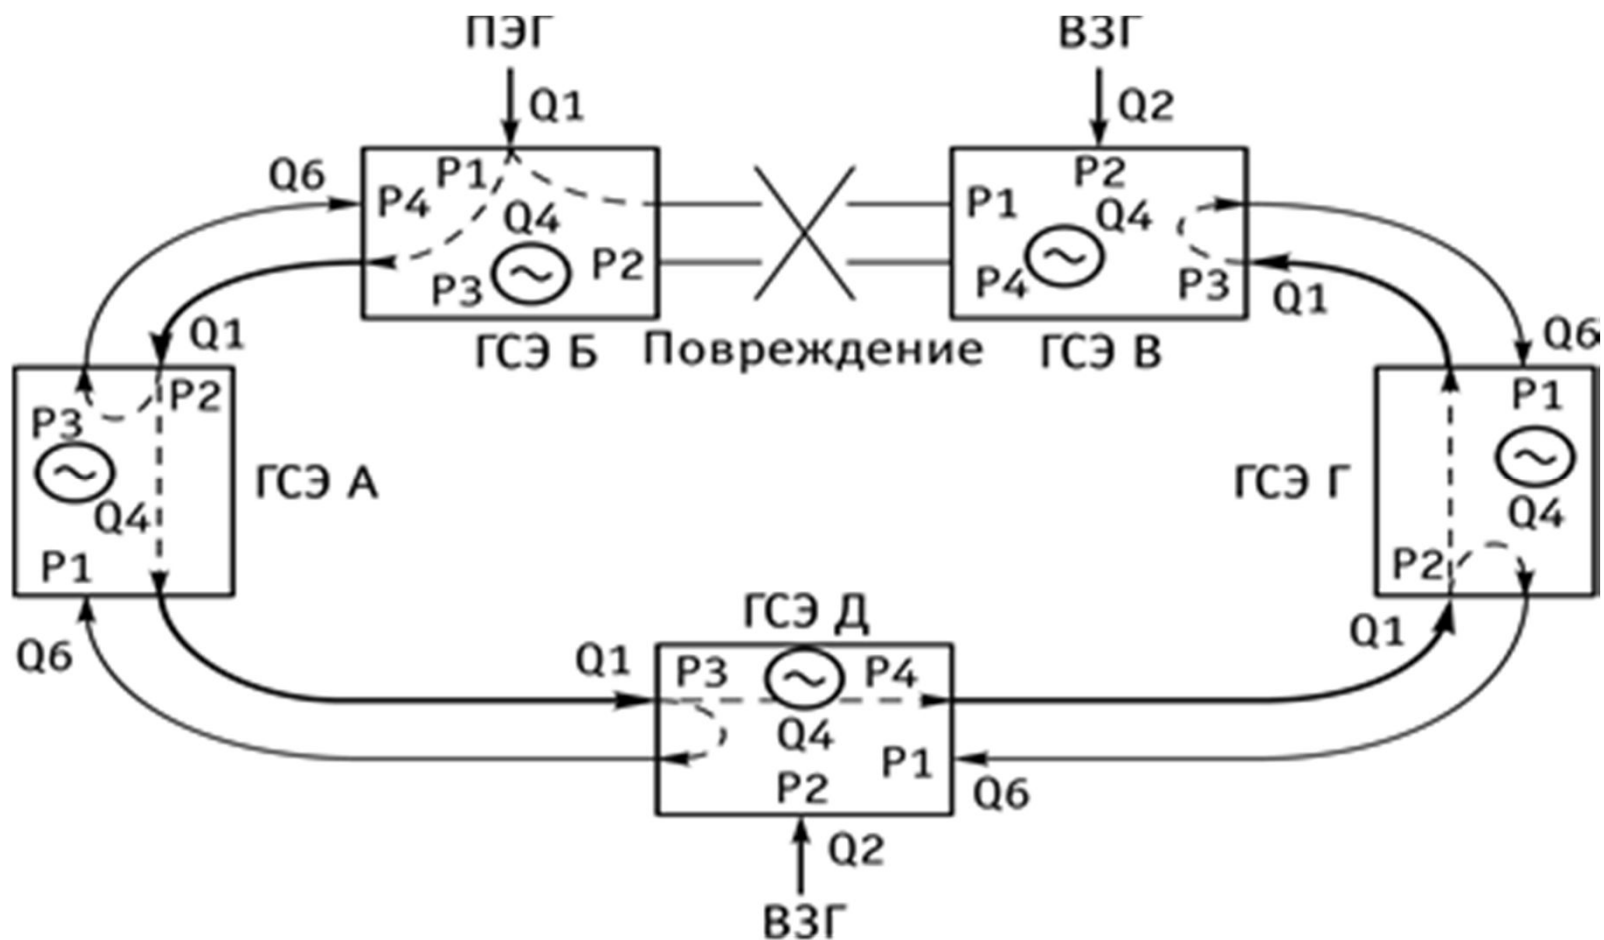 ПЭГ
ВЗГ
Q1
Q2
Q6
P1
P4
Q4
P3
P2
P2
P1
Q4
P4
P3
Q1
Q1
ГСЭ Б
Повреждение
ГСЭ В
Q6
P3
P2
Q4
P1
ГСЭ А
ГСЭ Г
P1
Q4
P2
Q6
ГСЭ Д
Q1
P3
P4
Q4
P1
P2
Q1
Q6
Q2
ВЗГ